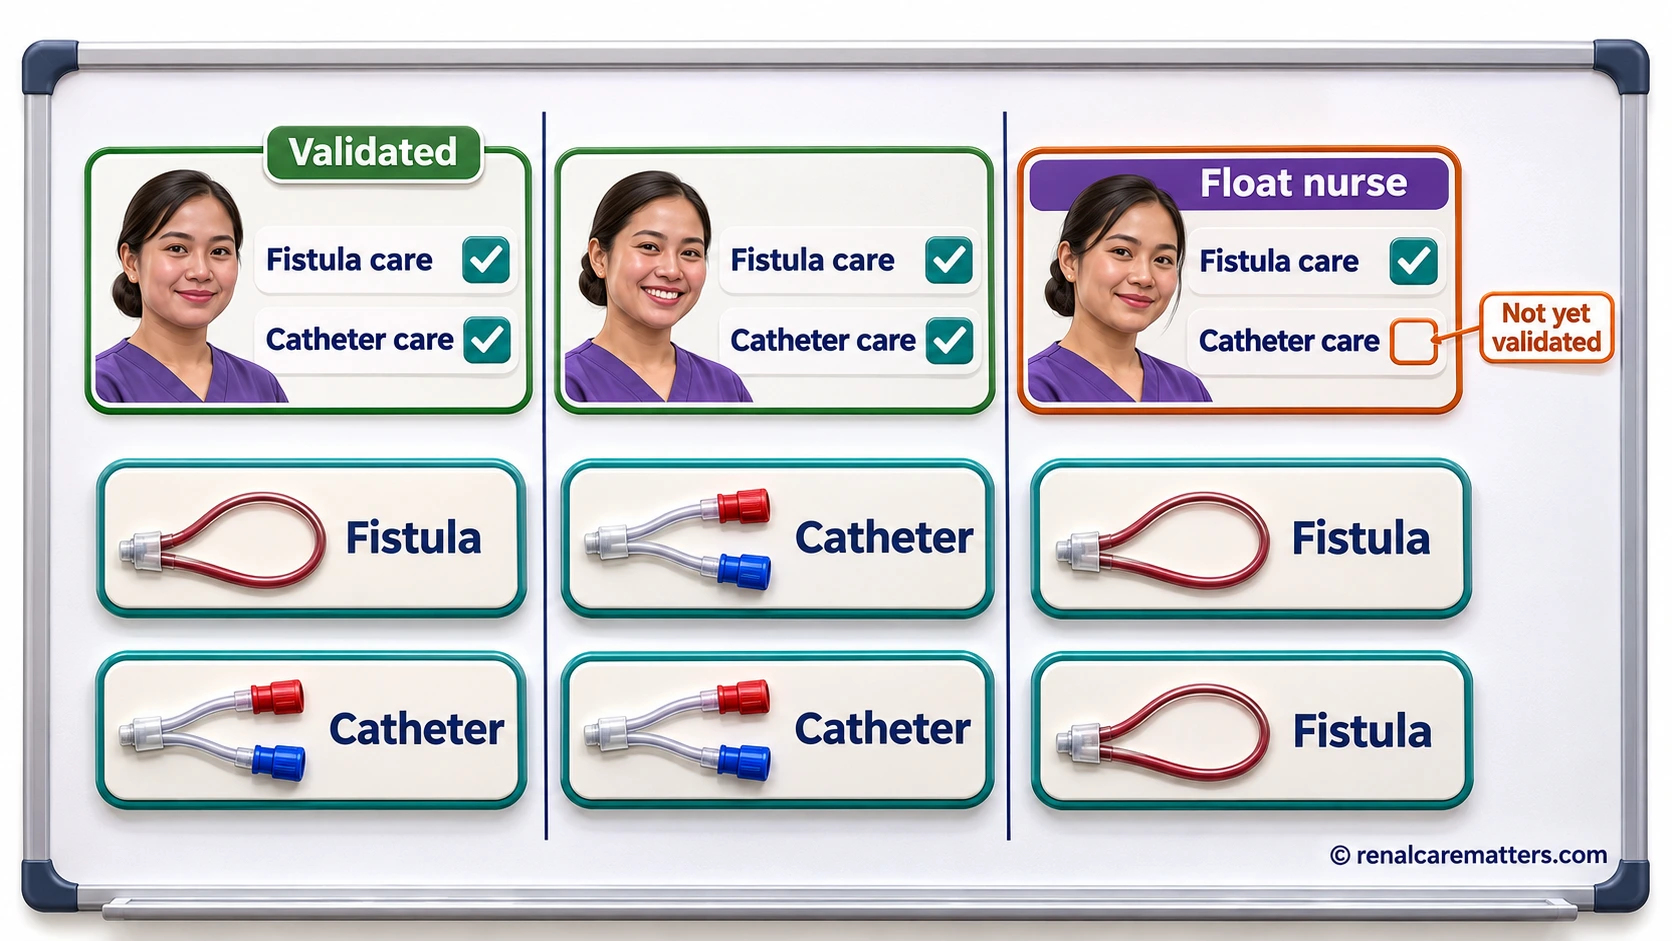 Validated
Fistula care
Catheter care
Fistula care
Catheter care
Float nurse
Fistula care
Catheter care
Not yet
validated
Fistula
Catheter
Fistula
Catheter
Catheter
Fistula
© renalcarematters.com